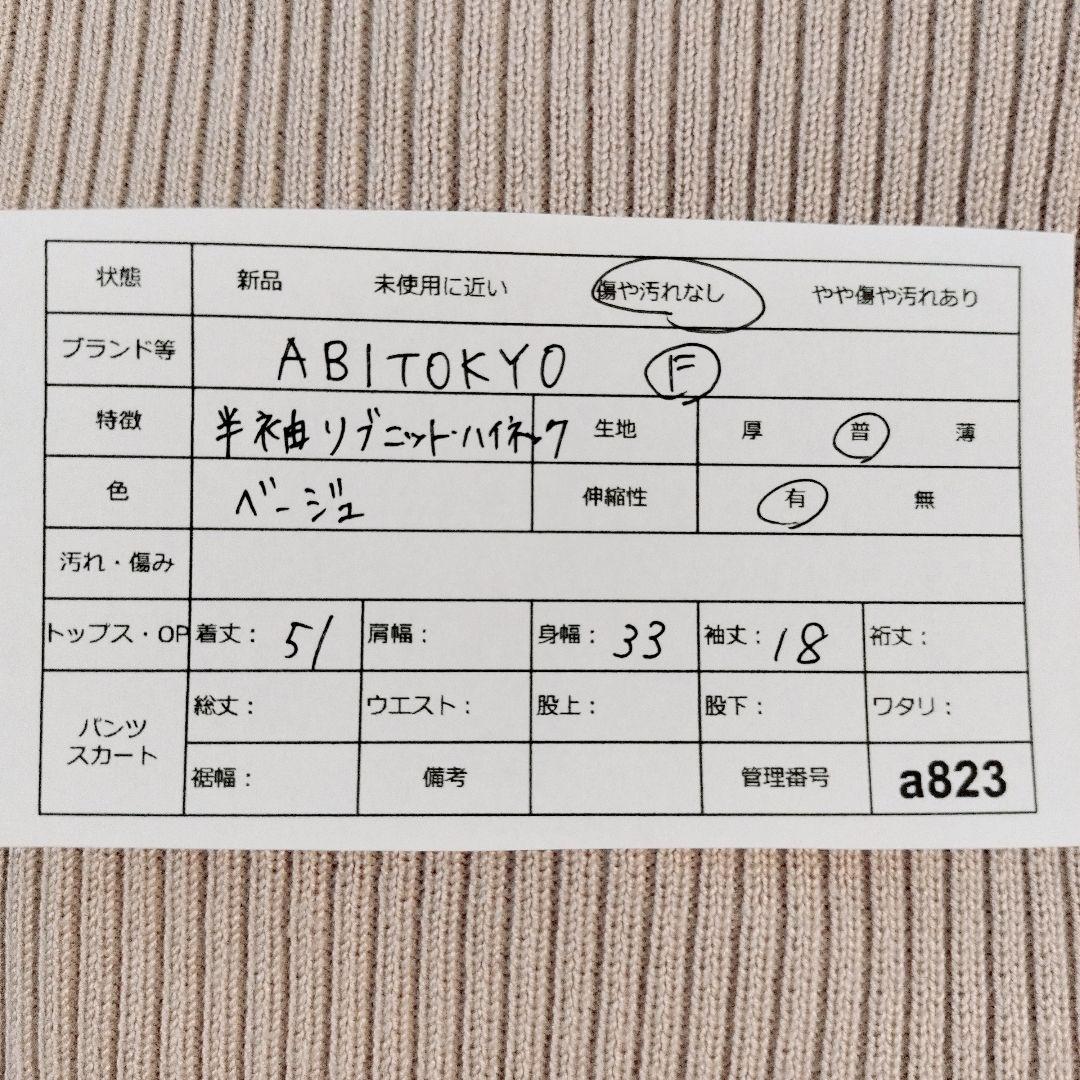 状態 新品 未使用に近い 傷や汚れなし やや傷や汚れあり
ブランド等 ABITOKYO F
特徴 半袖リブニット・ハイネック 生地 厚 普 薄
色 ベージュ 伸縮性 有 無
汚れ・傷み
トップス・OP 着丈： 51 肩幅： 身幅： 33 袖丈： 18 裄丈：
パンツ スカート 総丈： ウエスト： 股上： 股下： ワタリ：
裾幅： 備考 管理番号 a823